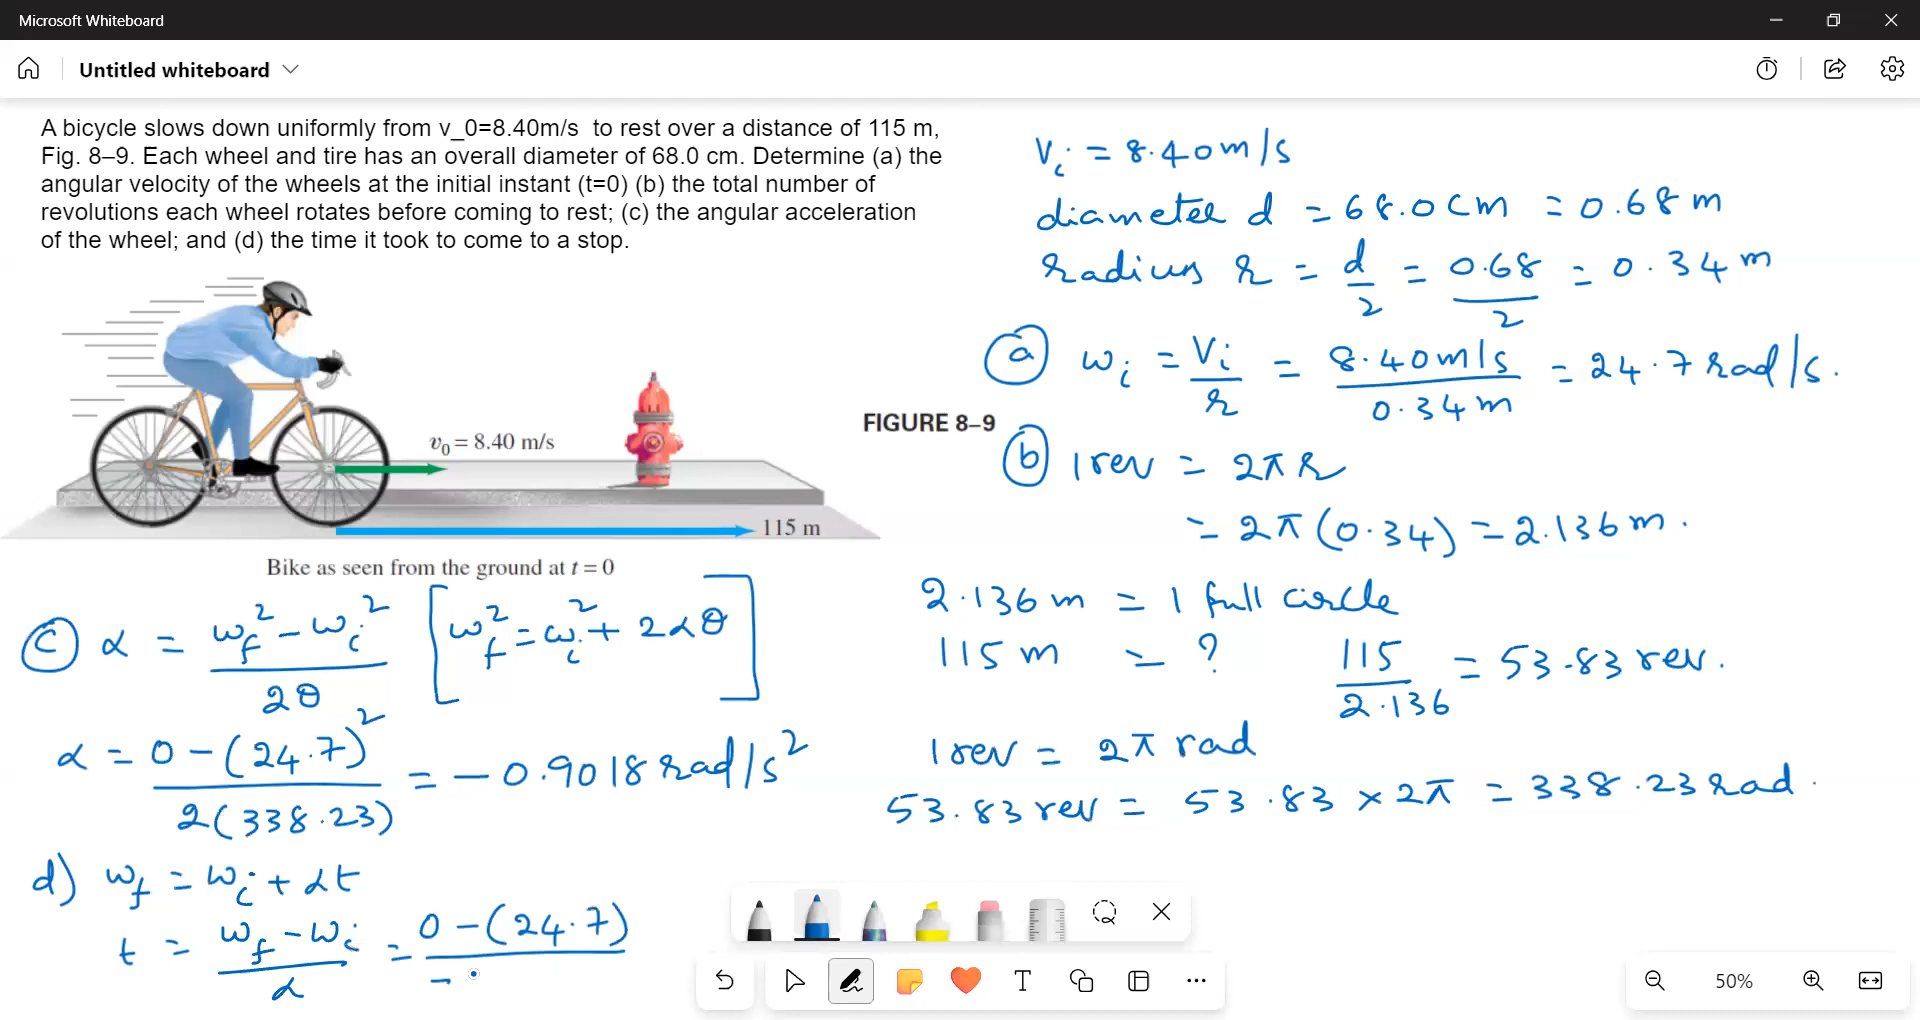 Microsoft Whiteboard
Untitled whiteboard
A bicycle slows down uniformly from v_0=8.40m/s to rest over a distance of 115 m,
Fig. 8–9. Each wheel and tire has an overall diameter of 68.0 cm. Determine (a) the
angular velocity of the wheels at the initial instant (t=0) (b) the total number of
revolutions each wheel rotates before coming to rest; (c) the angular acceleration
of the wheel; and (d) the time it took to come to a stop.
v₀ = 8.40 m/s
115 m
FIGURE 8–9
Bike as seen from the ground at t = 0
Vi = 8.40 m/s
diameter d = 68.0 cm = 0.68 m
radius r = d/2 = 0.68/2 = 0.34 m
(a) ωi = Vi/r = 8.40 m/s / 0.34 m = 24.7 rad/s.
(b) 1 rev = 2πr
= 2π(0.34) = 2.136 m.
2.136 m = 1 full circle
115 m = ? 115/2.136 = 53.83 rev.
1 rev = 2π rad
53.83 rev = 53.83 × 2π = 338.23 rad.
(c) α = ωf² − ωi² / 2θ [ωf² = ωi² + 2αθ]
α = 0 − (24.7)² / 2(338.23) = − 0.9018 rad/s²
d) ωf = ωi + αt
t = ωf − ωi / α = 0 − (24.7) / −
50%